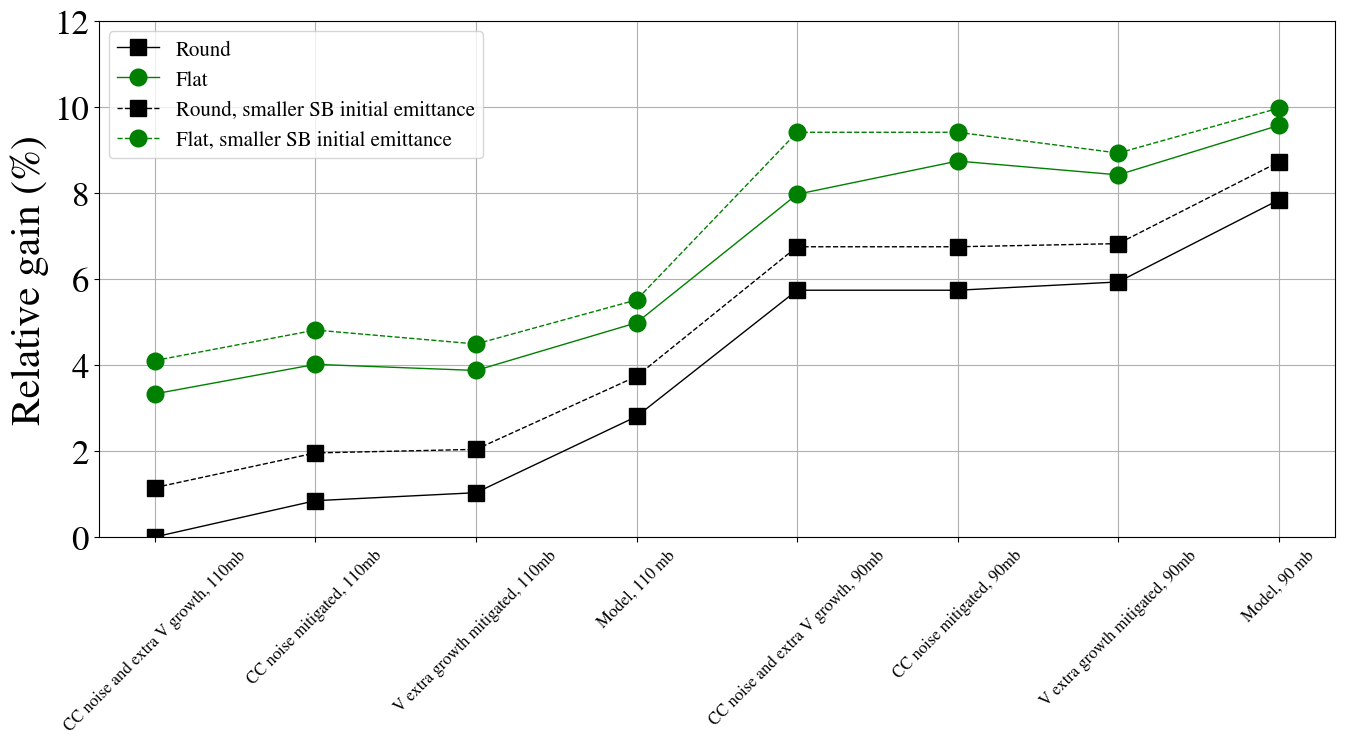 Relative gain (%)
12
10
8
6
4
2
0
Round
Flat
Round, smaller SB initial emittance
Flat, smaller SB initial emittance
CC noise and extra V growth, 110mb
CC noise mitigated, 110mb
V extra growth mitigated, 110mb
Model, 110 mb
CC noise and extra V growth, 90mb
CC noise mitigated, 90mb
V extra growth mitigated, 90mb
Model, 90 mb